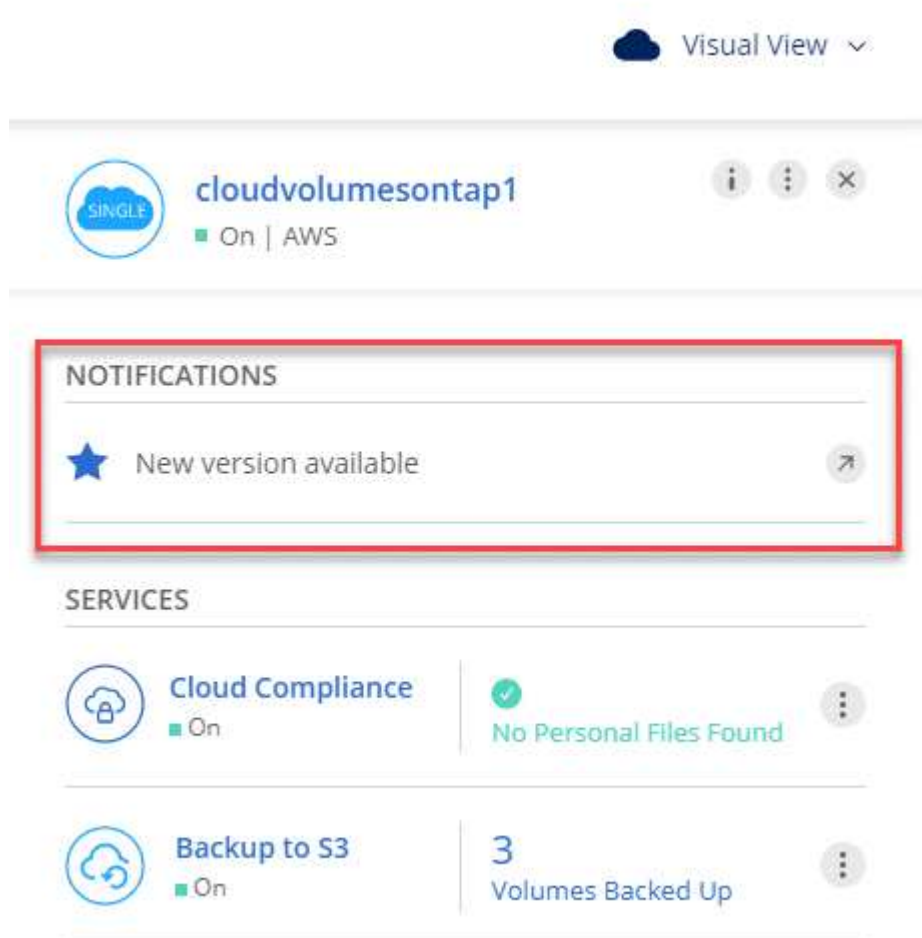 Visual View
SINGLE
cloudvolumesontap1
On | AWS
NOTIFICATIONS
New version available
SERVICES
Cloud Compliance
On
No Personal Files Found
Backup to S3
On
3
Volumes Backed Up